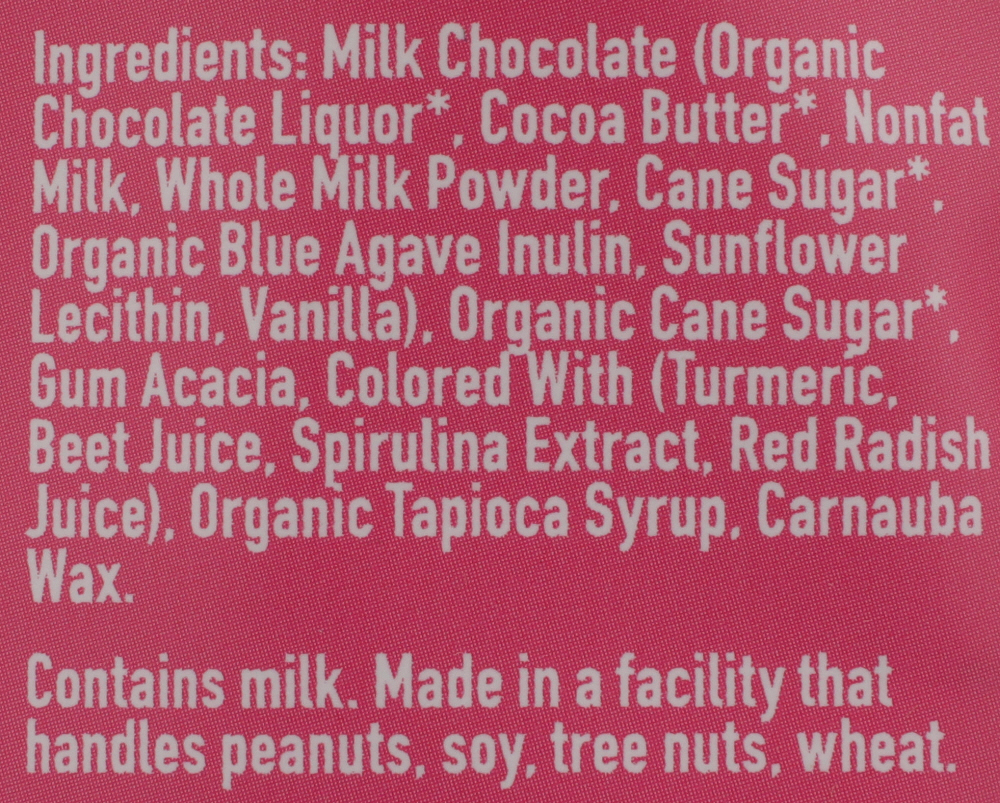 Ingredients: Milk Chocolate (Organic
Chocolate Liquor*, Cocoa Butter*, Nonfat
Milk, Whole Milk Powder, Cane Sugar*,
Organic Blue Agave Inulin, Sunflower
Lecithin, Vanilla), Organic Cane Sugar*,
Gum Acacia, Colored With (Turmeric,
Beet Juice, Spirulina Extract, Red Radish
Juice), Organic Tapioca Syrup, Carnauba
Wax.
Contains milk. Made in a facility that
handles peanuts, soy, tree nuts, wheat.